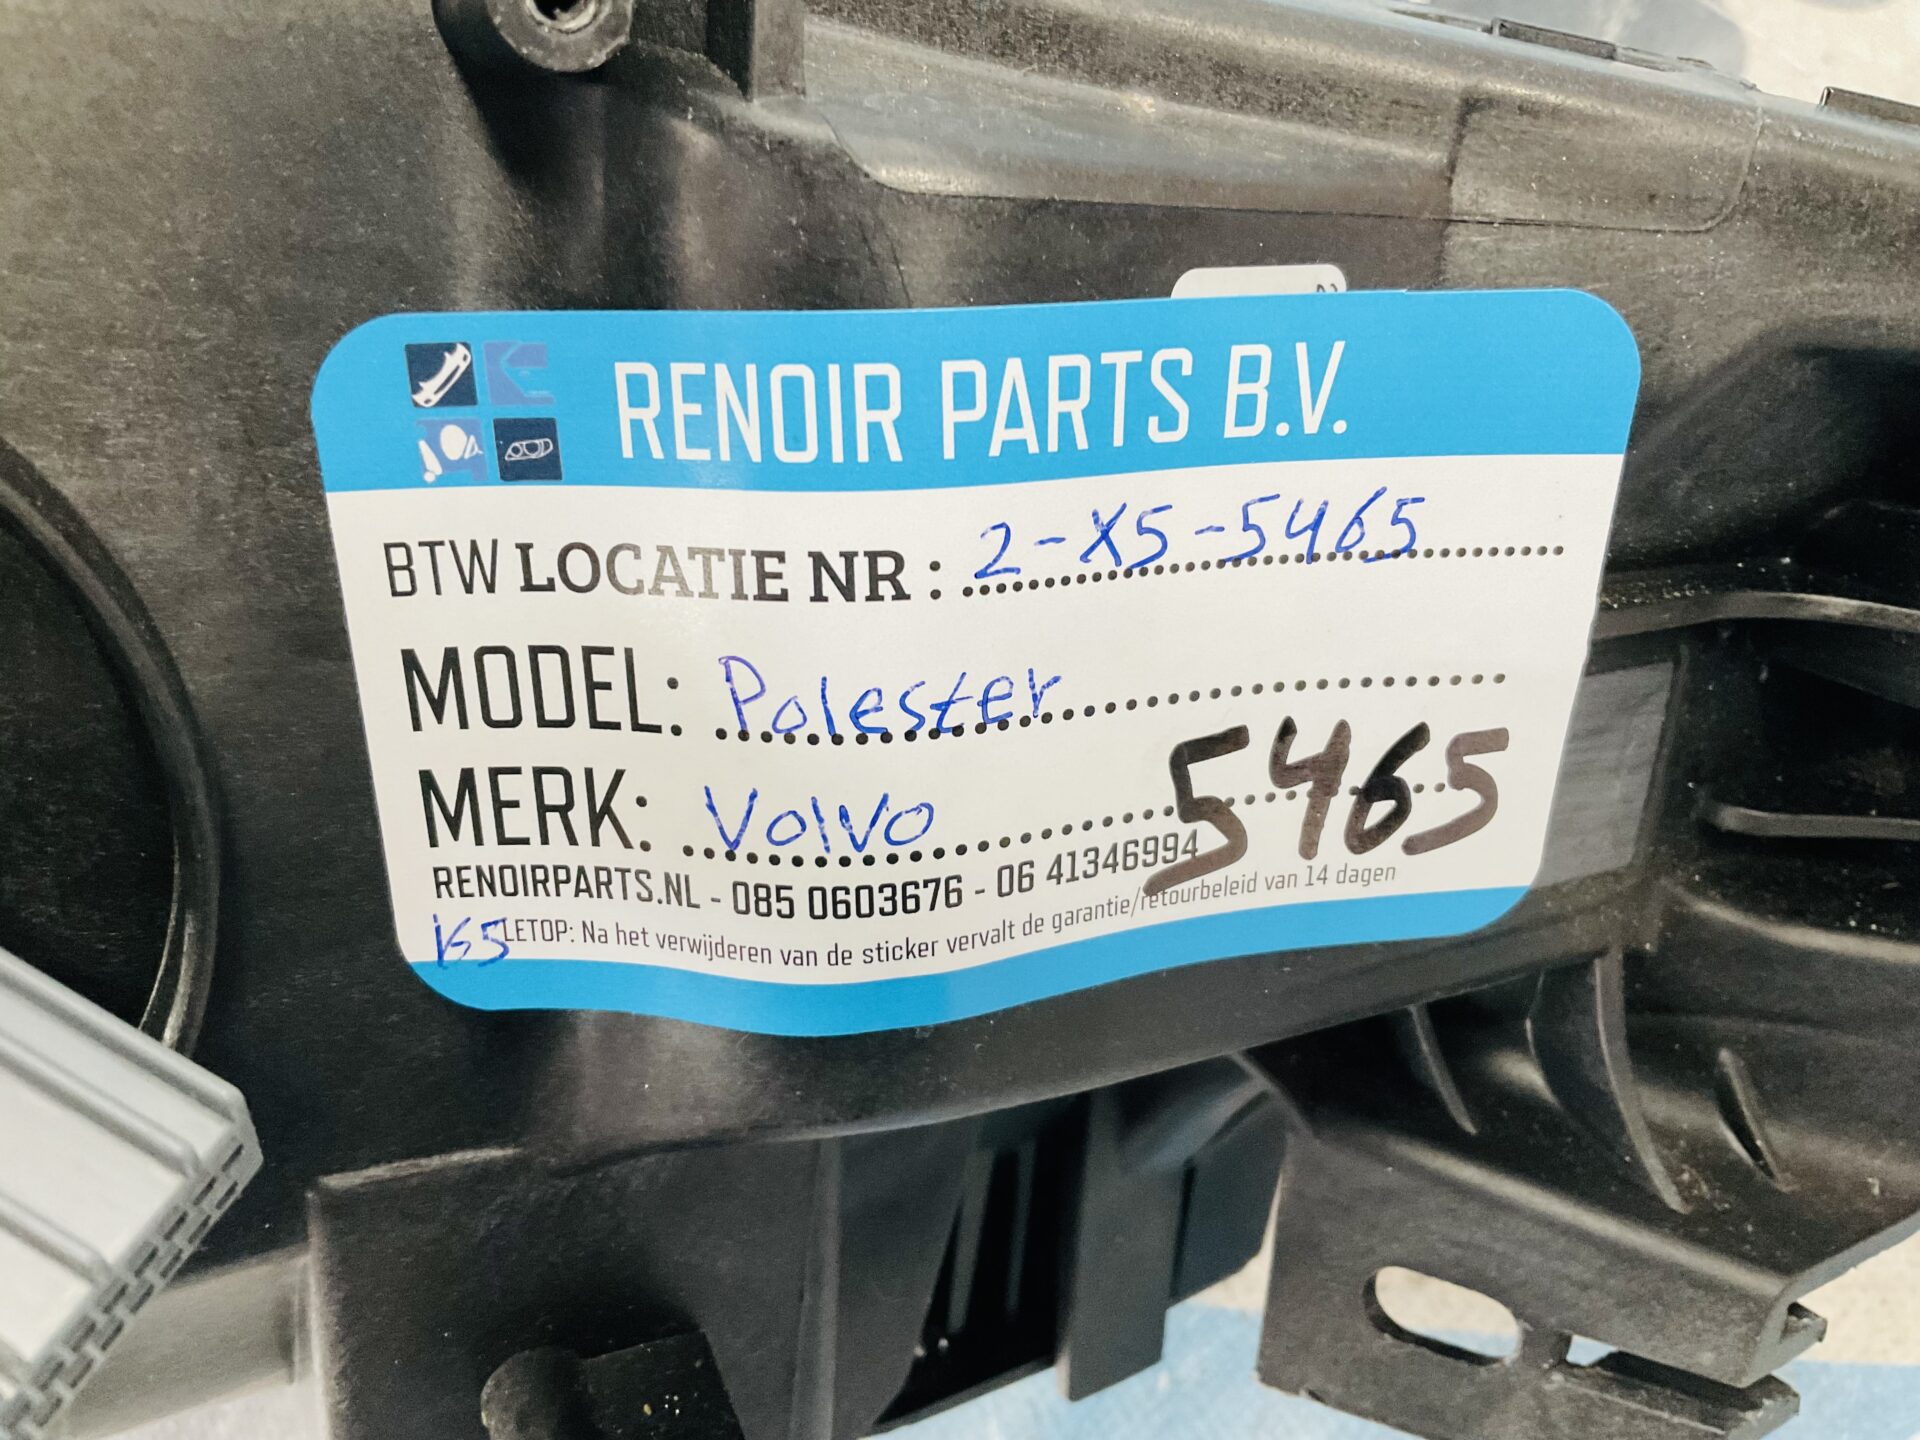 RENOIR PARTS B.V.
BTW LOCATIE NR : 2-X5-5465
MODEL: Polester
MERK: Volvo
5465
RENOIRPARTS.NL - 085 0603676 - 06 41346994
LETOP: Na het verwijderen van de sticker vervalt de garantie/retourbeleid van 14 dagen